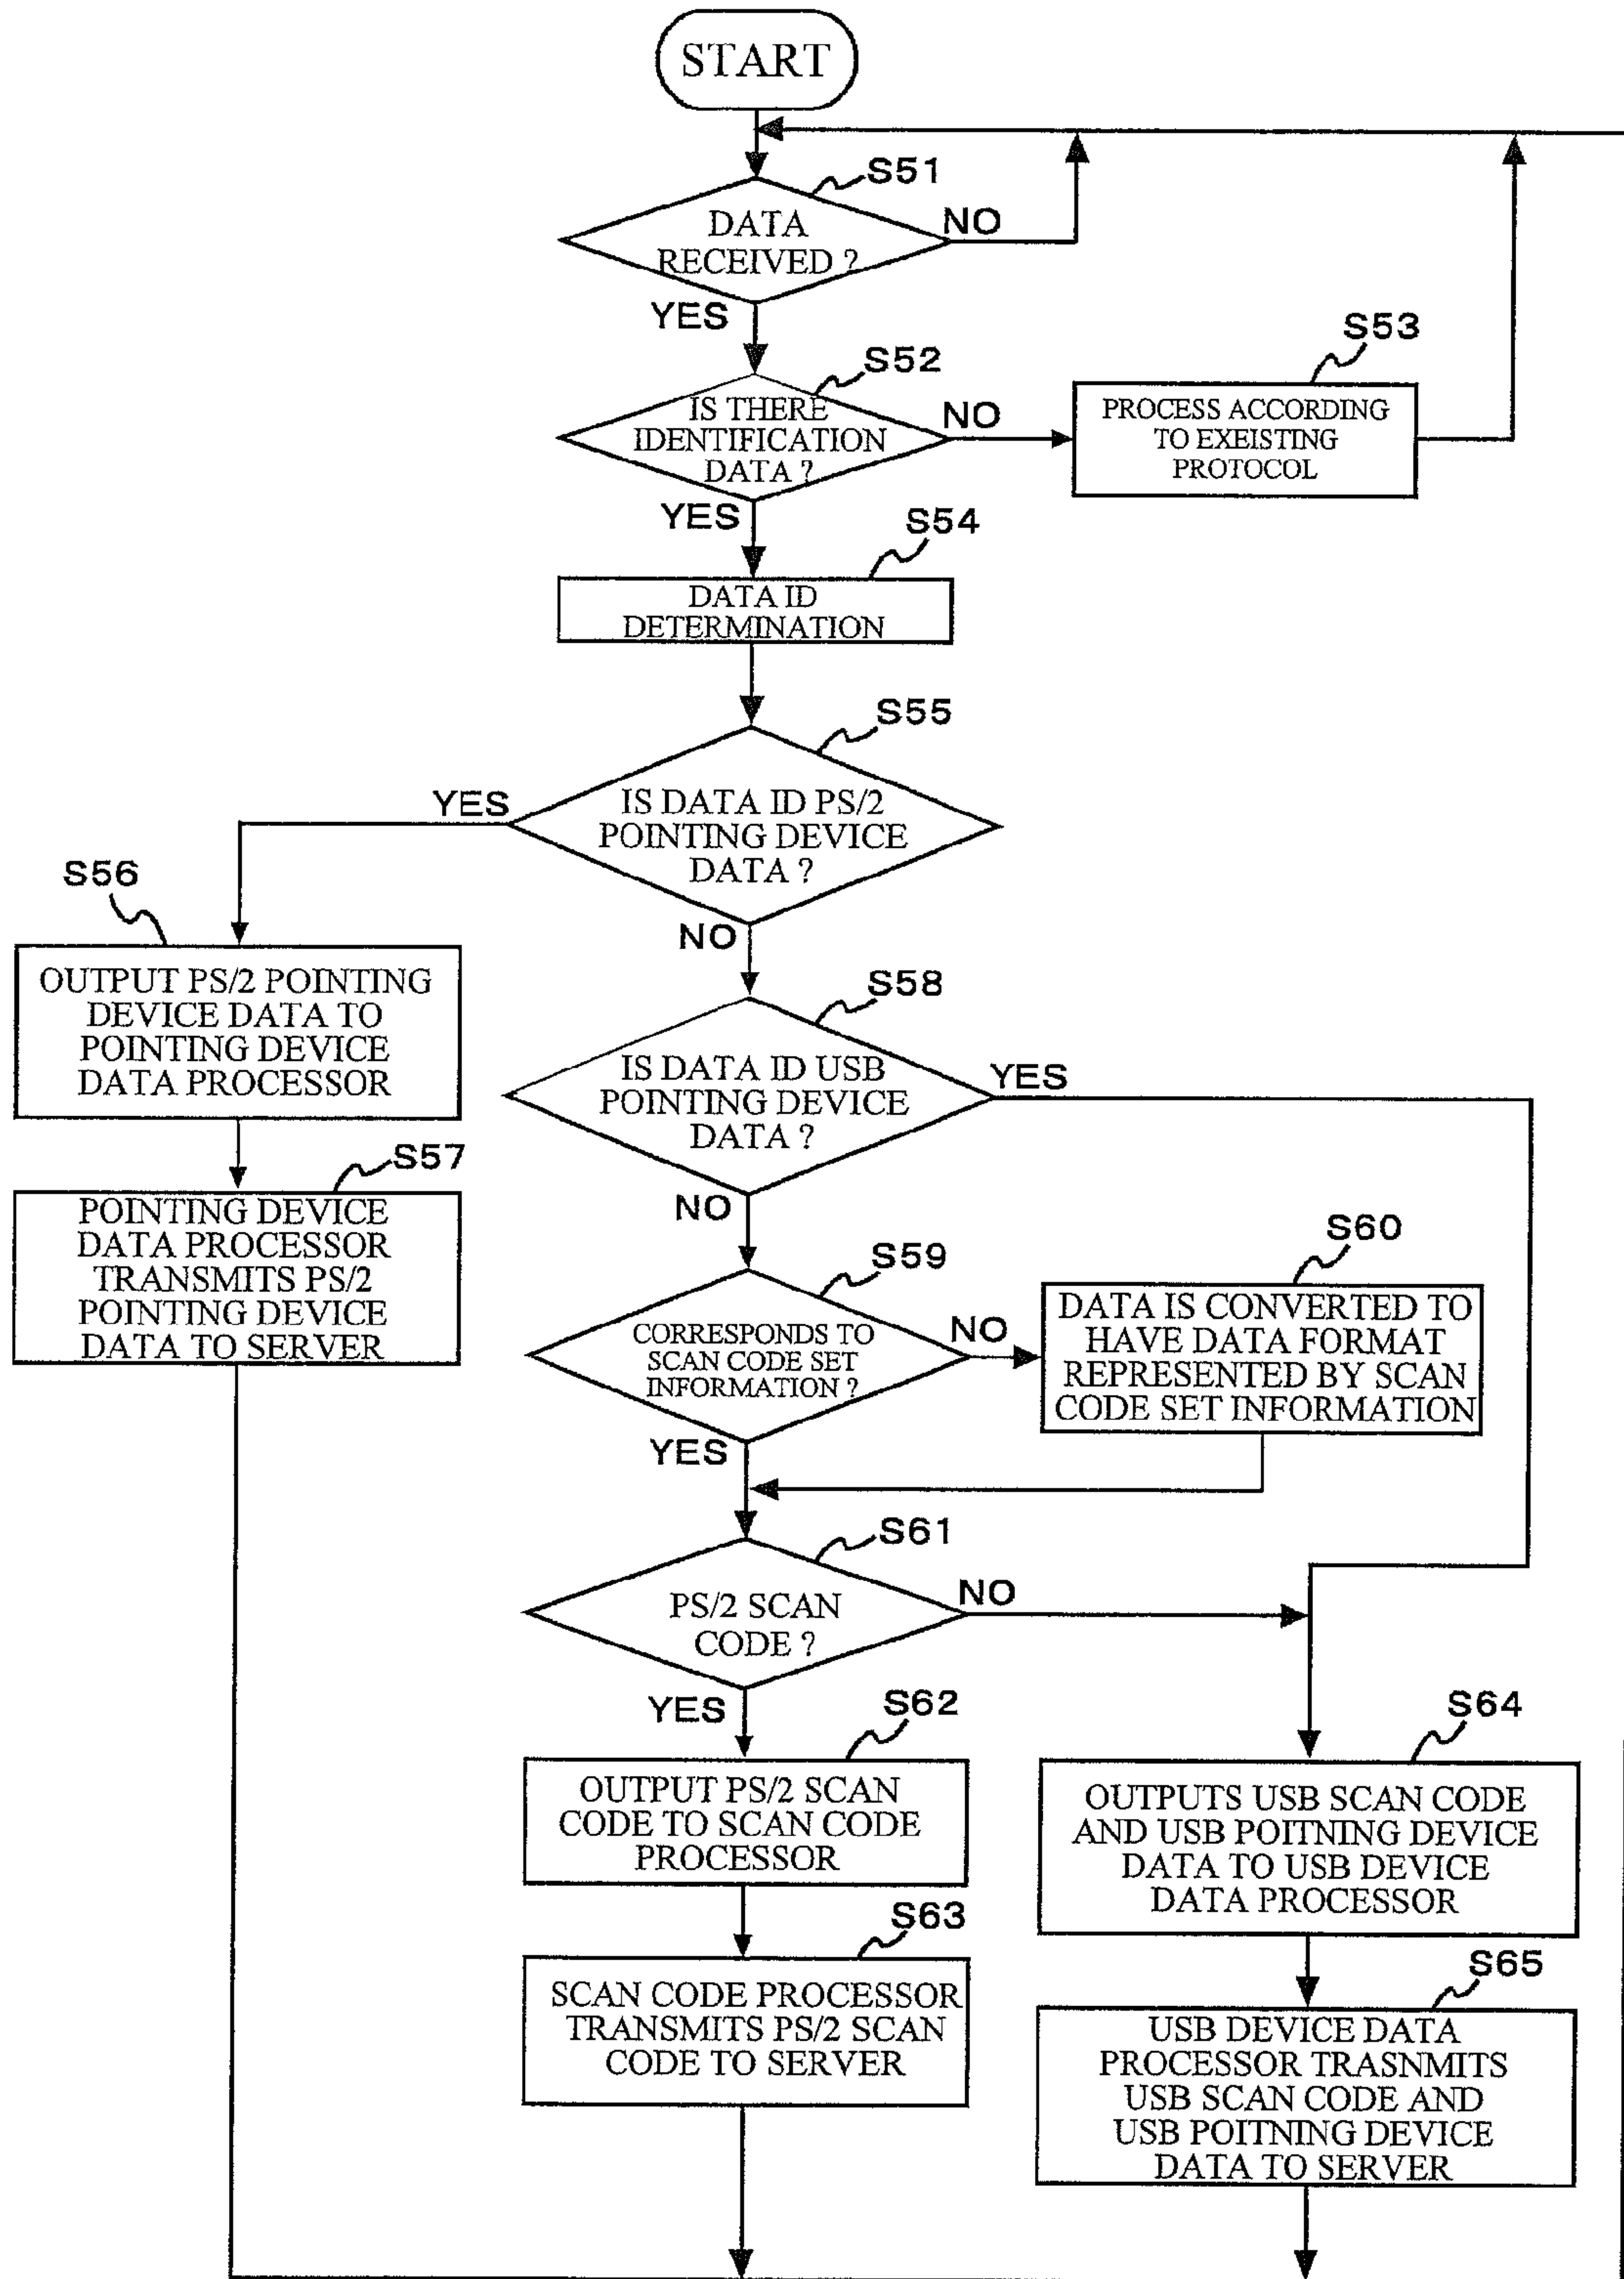 START
S51
DATA
RECEIVED ?
NO
YES
S52
IS THERE
IDENTIFICATION
DATA ?
NO
YES
S53
PROCESS ACCORDING
TO EXEISTING
PROTOCOL
S54
DATA ID
DETERMINATION
S55
IS DATA ID PS/2
POINTING DEVICE
DATA ?
YES
NO
S56
OUTPUT PS/2 POINTING
DEVICE DATA TO
POINTING DEVICE
DATA PROCESSOR
S57
POINTING DEVICE
DATA PROCESSOR
TRANSMITS PS/2
POINTING DEVICE
DATA TO SERVER
S58
IS DATA ID USB
POINTING DEVICE
DATA ?
YES
NO
S59
CORRESPONDS TO
SCAN CODE SET
INFORMATION ?
NO
YES
S60
DATA IS CONVERTED TO
HAVE DATA FORMAT
REPRESENTED BY SCAN
CODE SET INFORMATION
S61
PS/2 SCAN
CODE ?
NO
YES
S62
OUTPUT PS/2 SCAN
CODE TO SCAN CODE
PROCESSOR
S63
SCAN CODE PROCESSOR
TRANSMITS PS/2 SCAN
CODE TO SERVER
S64
OUTPUTS USB SCAN CODE
AND USB POITNING DEVICE
DATA TO USB DEVICE
DATA PROCESSOR
S65
USB DEVICE DATA
PROCESSOR TRASNMITS
USB SCAN CODE AND
USB POITNING DEVICE
DATA TO SERVER